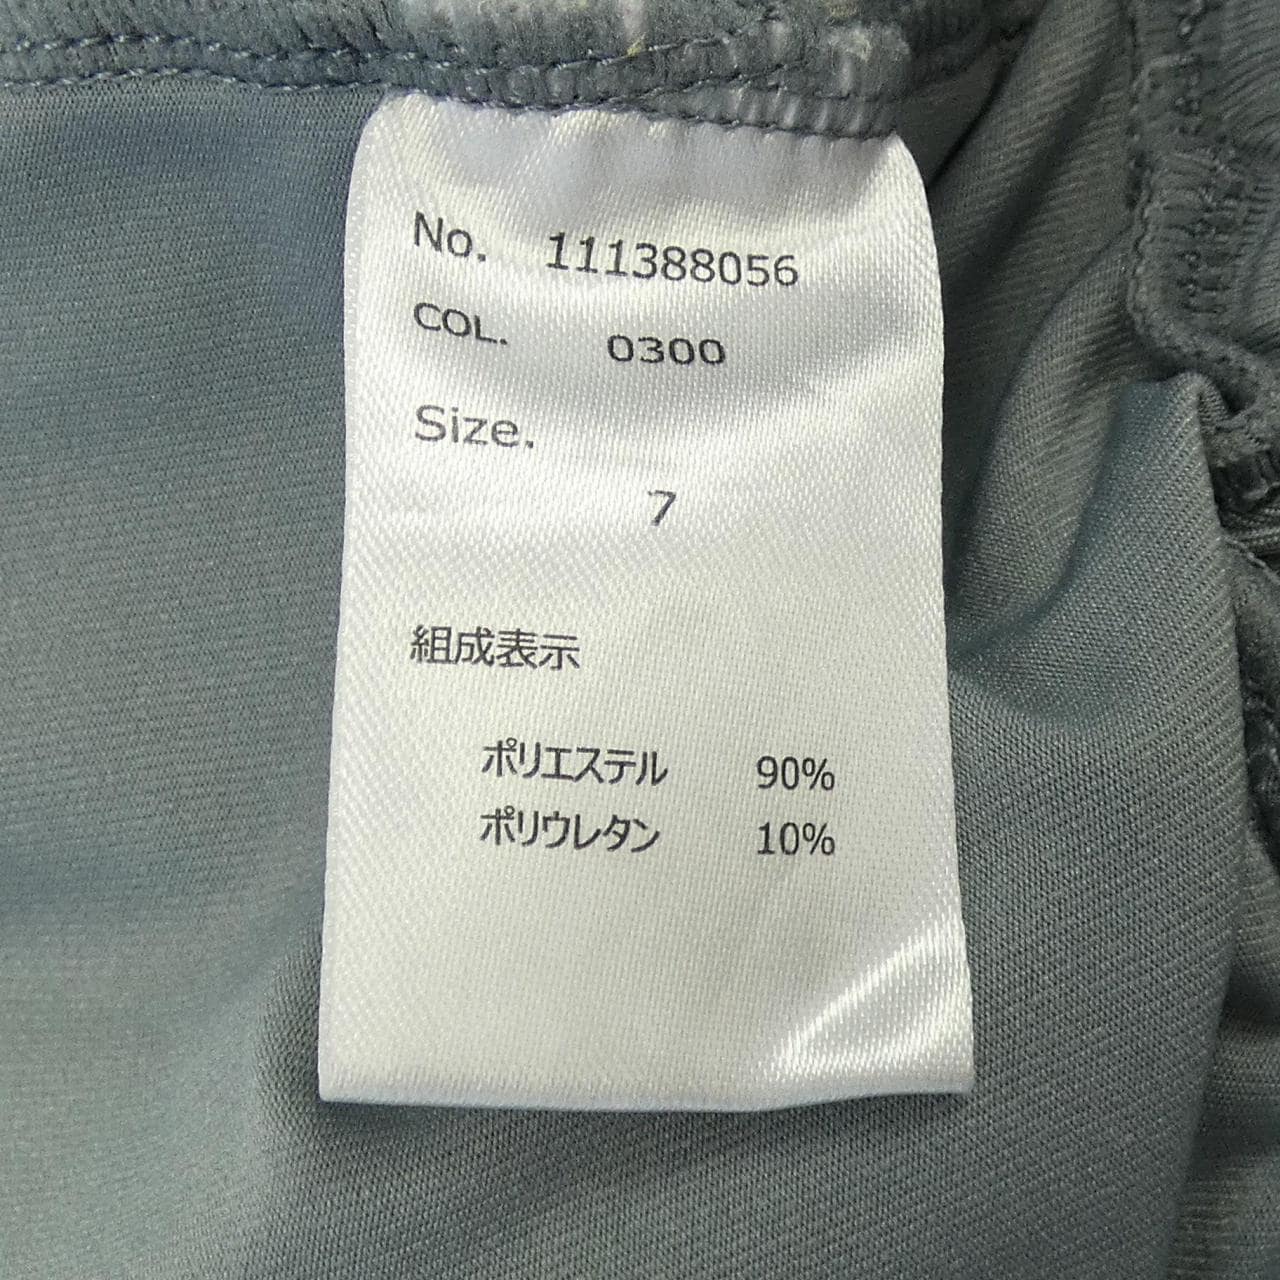 No. 111388056
COL. 0300
Size.
7
組成表示
ポリエステル 90%
ポリウレタン 10%